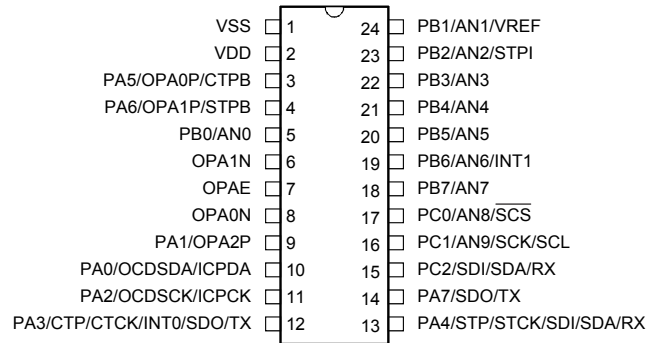 VSS 1 24 PB1/AN1/VREF
VDD 2 23 PB2/AN2/STPI
PA5/OPA0P/CTPB 3 22 PB3/AN3
PA6/OPA1P/STPB 4 21 PB4/AN4
PB0/AN0 5 20 PB5/AN5
OPA1N 6 19 PB6/AN6/INT1
OPAE 7 18 PB7/AN7
OPA0N 8 17 PC0/AN8/S̅C̅S̅
PA1/OPA2P 9 16 PC1/AN9/SCK/SCL
PA0/OCDSDA/ICPDA 10 15 PC2/SDI/SDA/RX
PA2/OCDSCK/ICPCK 11 14 PA7/SDO/TX
PA3/CTP/CTCK/INT0/SDO/TX 12 13 PA4/STP/STCK/SDI/SDA/RX